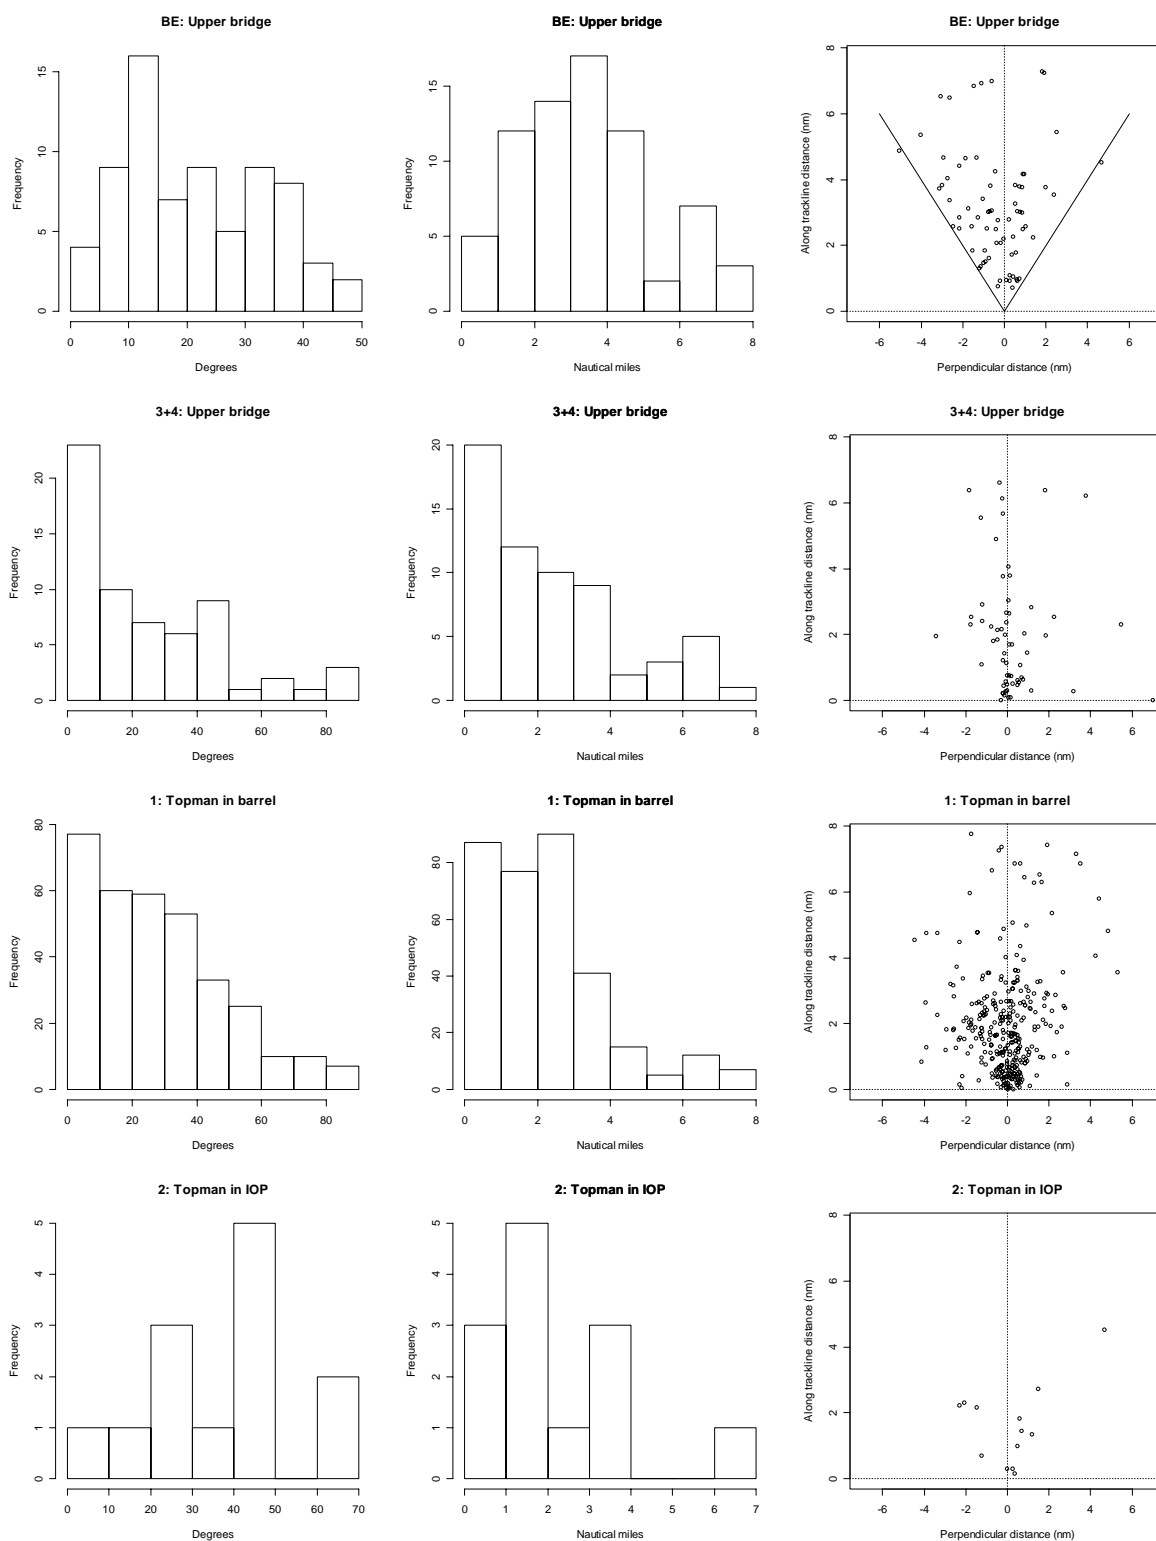 BE: Upper bridge
Frequency
0 5 10 15
0 10 20 30 40 50
Degrees
BE: Upper bridge
Frequency
0 5 10 15
0 2 4 6 8
Nautical miles
BE: Upper bridge
Along trackline distance (nm)
0 2 4 6 8
-6 -4 -2 0 2 4 6
Perpendicular distance (nm)
3+4: Upper bridge
Frequency
0 5 10 15 20
0 20 40 60 80
Degrees
3+4: Upper bridge
Frequency
0 5 10 15 20
0 2 4 6 8
Nautical miles
3+4: Upper bridge
Along trackline distance (nm)
0 2 4 6 8
-6 -4 -2 0 2 4 6
Perpendicular distance (nm)
1: Topman in barrel
Frequency
0 20 40 60 80
0 20 40 60 80
Degrees
1: Topman in barrel
Frequency
0 20 40 60 80
0 2 4 6 8
Nautical miles
1: Topman in barrel
Along trackline distance (nm)
0 2 4 6 8
-6 -4 -2 0 2 4 6
Perpendicular distance (nm)
2: Topman in IOP
Frequency
0 1 2 3 4 5
0 10 20 30 40 50 60 70
Degrees
2: Topman in IOP
Frequency
0 1 2 3 4 5
0 1 2 3 4 5 6 7
Nautical miles
2: Topman in IOP
Along trackline distance (nm)
0 2 4 6 8
-6 -4 -2 0 2 4 6
Perpendicular distance (nm)